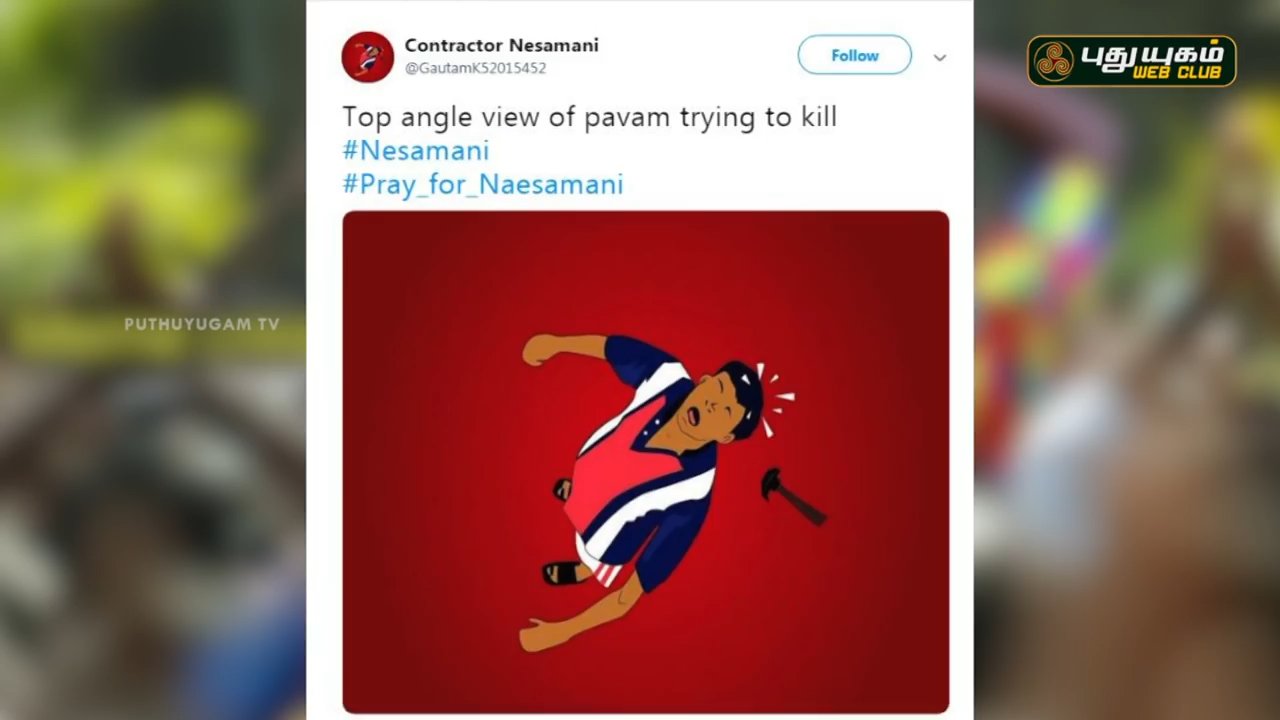 Contractor Nesamani
@GautamK52015452
Follow
Top angle view of pavam trying to kill
#Nesamani
#Pray_for_Naesamani
புதுயுகம்
WEB CLUB
PUTHUYUGAM TV